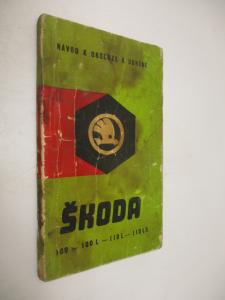 NÁVOD K OBSLUZE A ÚDRŽBĚ
ŠKODA
100 — 100 L — 110 L — 110 LS